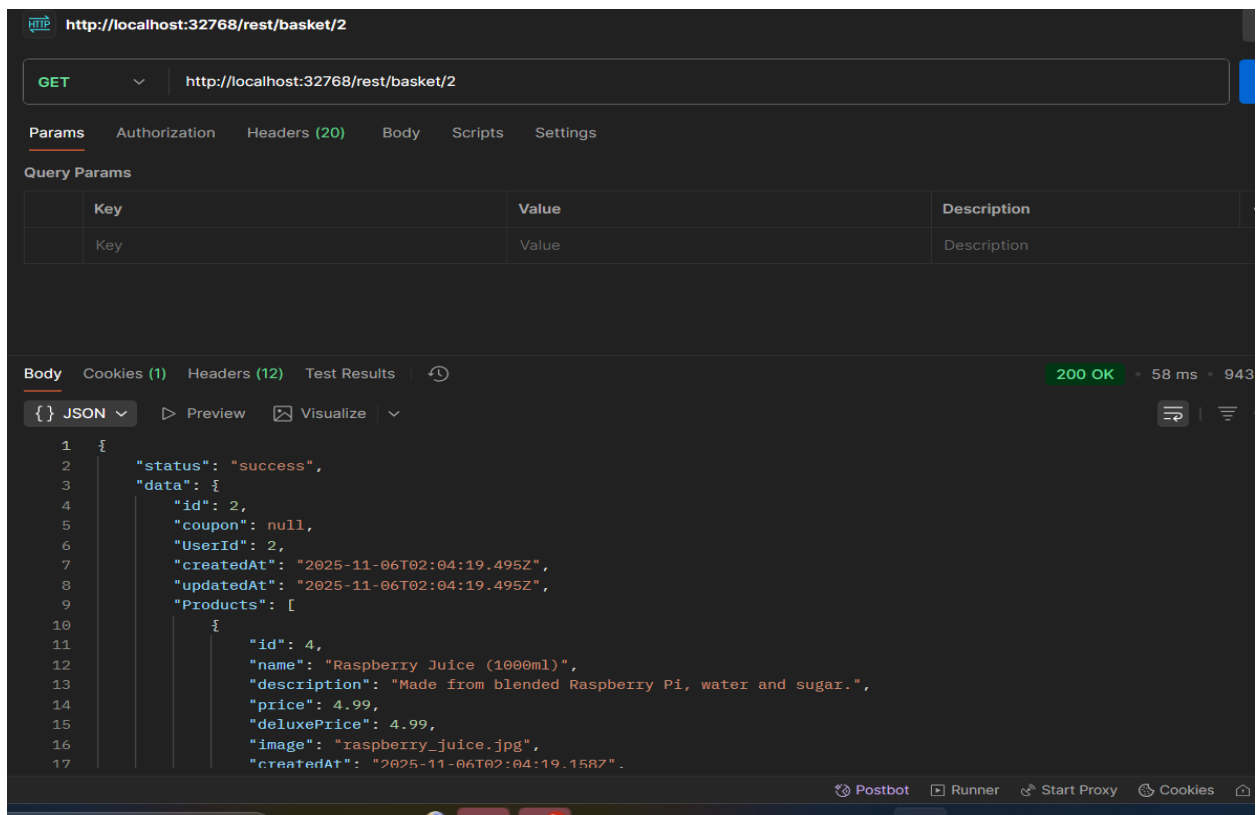 HTTP http://localhost:32768/rest/basket/2
GET http://localhost:32768/rest/basket/2
Params Authorization Headers (20) Body Scripts Settings
Query Params
Key Value Description
Key Value Description
Body Cookies (1) Headers (12) Test Results 200 OK • 58 ms • 943
{} JSON Preview Visualize
1 {
2 "status": "success",
3 "data": {
4 "id": 2,
5 "coupon": null,
6 "UserId": 2,
7 "createdAt": "2025-11-06T02:04:19.495Z",
8 "updatedAt": "2025-11-06T02:04:19.495Z",
9 "Products": [
10 {
11 "id": 4,
12 "name": "Raspberry Juice (1000ml)",
13 "description": "Made from blended Raspberry Pi, water and sugar.",
14 "price": 4.99,
15 "deluxePrice": 4.99,
16 "image": "raspberry_juice.jpg",
17 "createdAt": "2025-11-06T02:04:19.158Z",
Postbot Runner Start Proxy Cookies